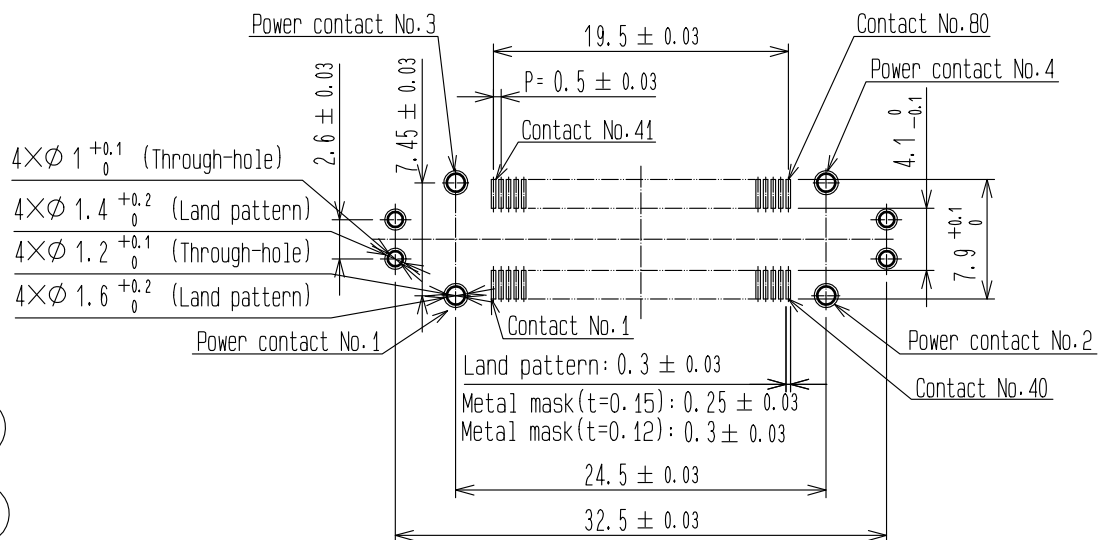 Power contact No.3
19.5 ± 0.03
Contact No.80
P= 0.5 ± 0.03
Power contact No.4
2.6 ± 0.03
7.45 ± 0.03
Contact No.41
4.1 0 -0.1
4×Ø 1 +0.1 0 (Through-hole)
4×Ø 1.4 +0.2 0 (Land pattern)
4×Ø 1.2 +0.1 0 (Through-hole)
4×Ø 1.6 +0.2 0 (Land pattern)
7.9 +0.1 0
Power contact No.1
Contact No.1
Power contact No.2
Land pattern: 0.3 ± 0.03
Contact No.40
Metal mask(t=0.15): 0.25 ± 0.03
Metal mask(t=0.12): 0.3± 0.03
24.5 ± 0.03
32.5 ± 0.03